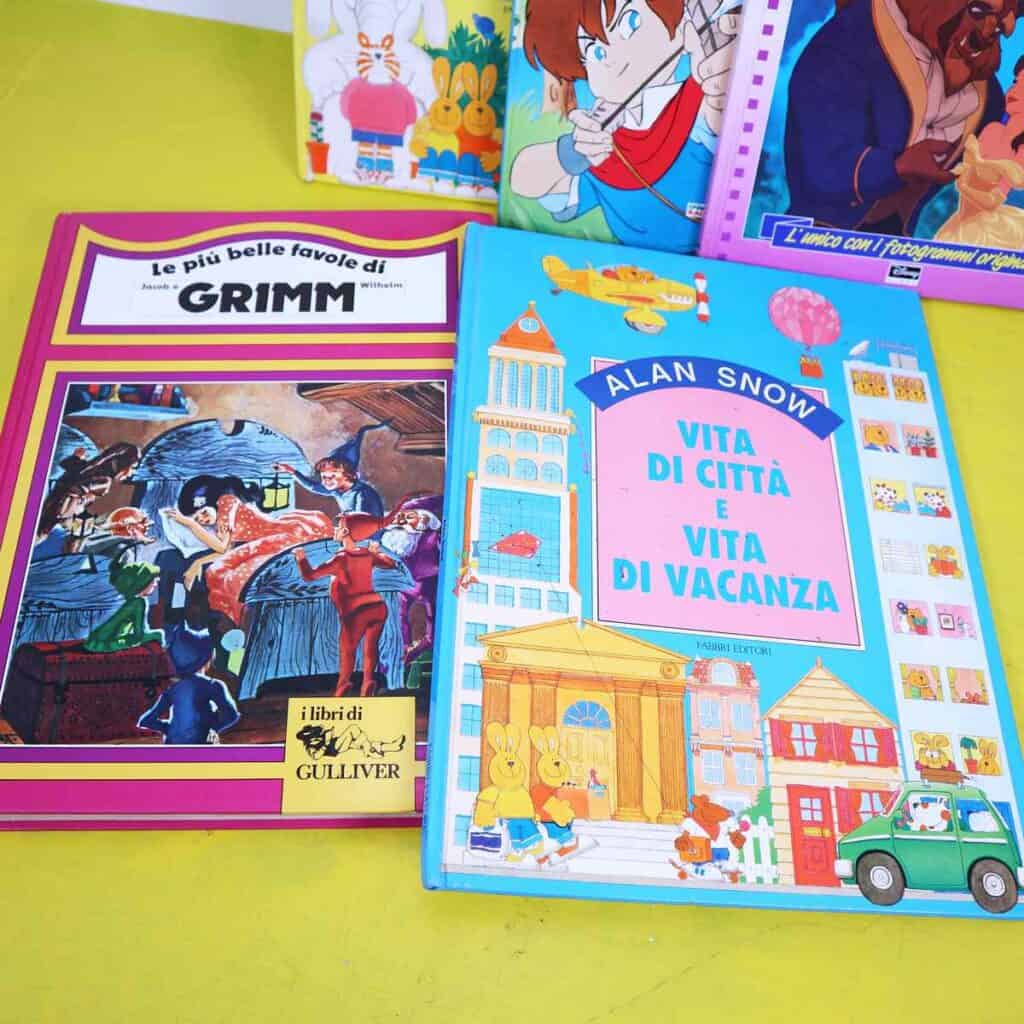 L'unico con i fotogrammi
Disney
Le più belle favole di
Jacob e Wilhelm
GRIMM
i libri di
GULLIVER
ALAN SNOW
VITA
DI CITTÀ
E
VITA
DI VACANZA
FABBRI EDITORI